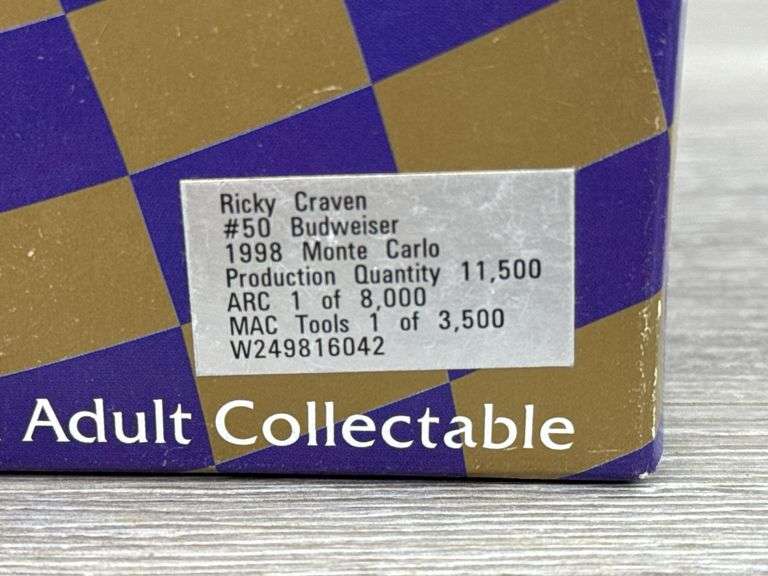 Ricky Craven
#50 Budweiser
1998 Monte Carlo
Production Quantity 11,500
ARC 1 of 8,000
MAC Tools 1 of 3,500
W249816042
Adult Collectable